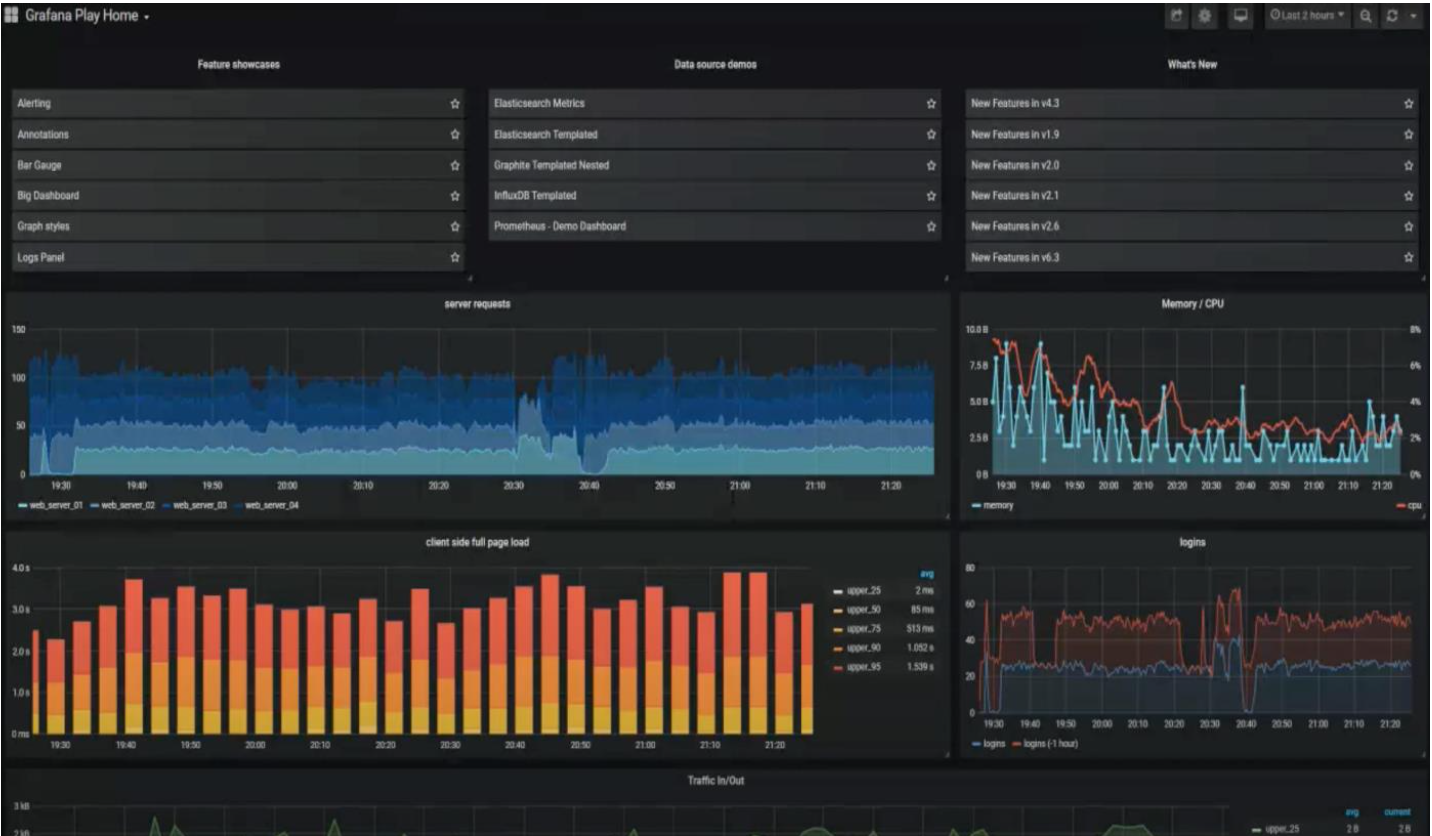 Grafana Play Home
Last 2 hours
Feature showcases
Alerting
Annotations
Bar Gauge
Big Dashboard
Graph styles
Logs Panel
Data source demos
Elasticsearch Metrics
Elasticsearch Templated
Graphite Templated Nested
InfluxDB Templated
Prometheus - Demo Dashboard
What's New
New Features in v4.3
New Features in v1.9
New Features in v2.0
New Features in v2.1
New Features in v2.6
New Features in v6.3
server requests
150
100
50
0
19:30 19:40 19:50 20:00 20:10 20:20 20:30 20:40 20:50 21:00 21:10 21:20
web_server_01 web_server_02 web_server_03 web_server_04
Memory / CPU
10.0 B
7.5 B
5.0 B
2.5 B
0 B
8%
6%
4%
2%
0%
19:30 19:40 19:50 20:00 20:10 20:20 20:30 20:40 20:50 21:00 21:10 21:20
memory cpu
client side full page load
4.0 s
3.0 s
2.0 s
1.0 s
0 ms
19:30 19:40 19:50 20:00 20:10 20:20 20:30 20:40 20:50 21:00 21:10 21:20
avg
upper_25 2 ms
upper_50 85 ms
upper_75 513 ms
upper_90 1.052 s
upper_95 1.539 s
logins
80
60
40
20
0
19:30 19:40 19:50 20:00 20:10 20:20 20:30 20:40 20:50 21:00 21:10 21:20
logins logins (-1 hour)
Traffic In/Out
3 kB
2 kB
avg current
upper_25 2 B 2 B